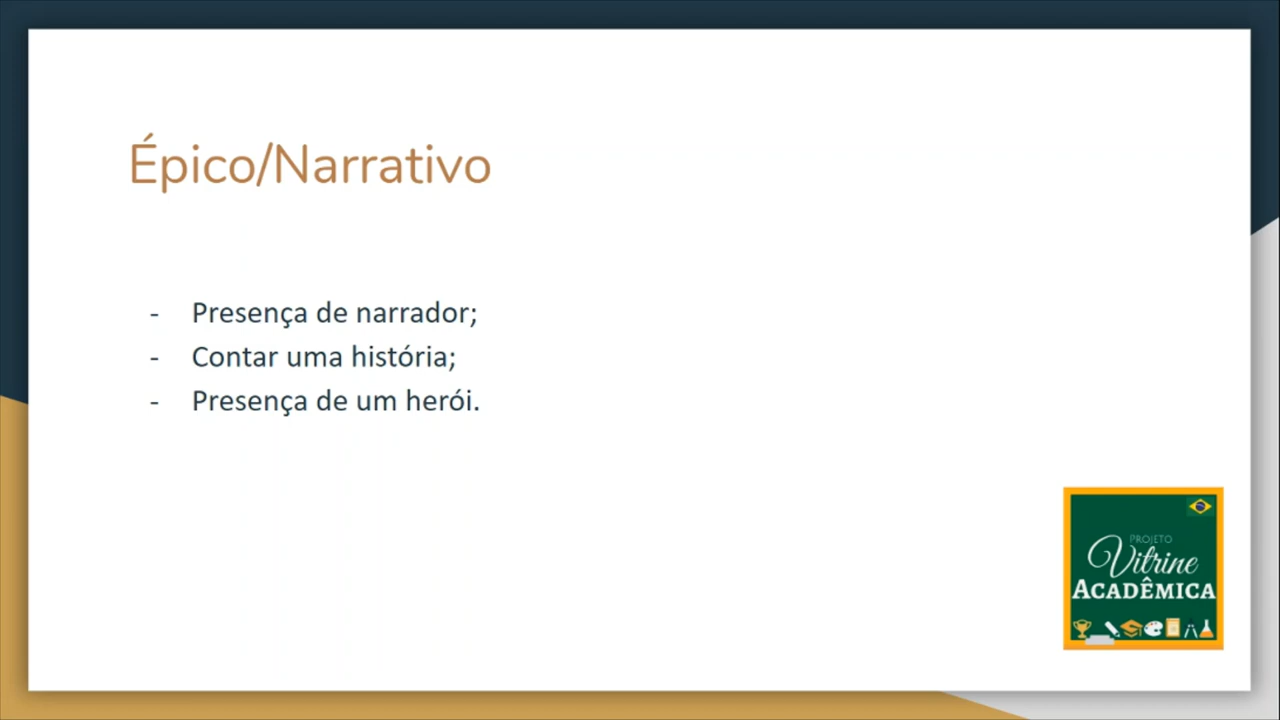 Épico/Narrativo
- Presença de narrador;
- Contar uma história;
- Presença de um herói.
PROJETO
Vitrine
ACADÊMICA